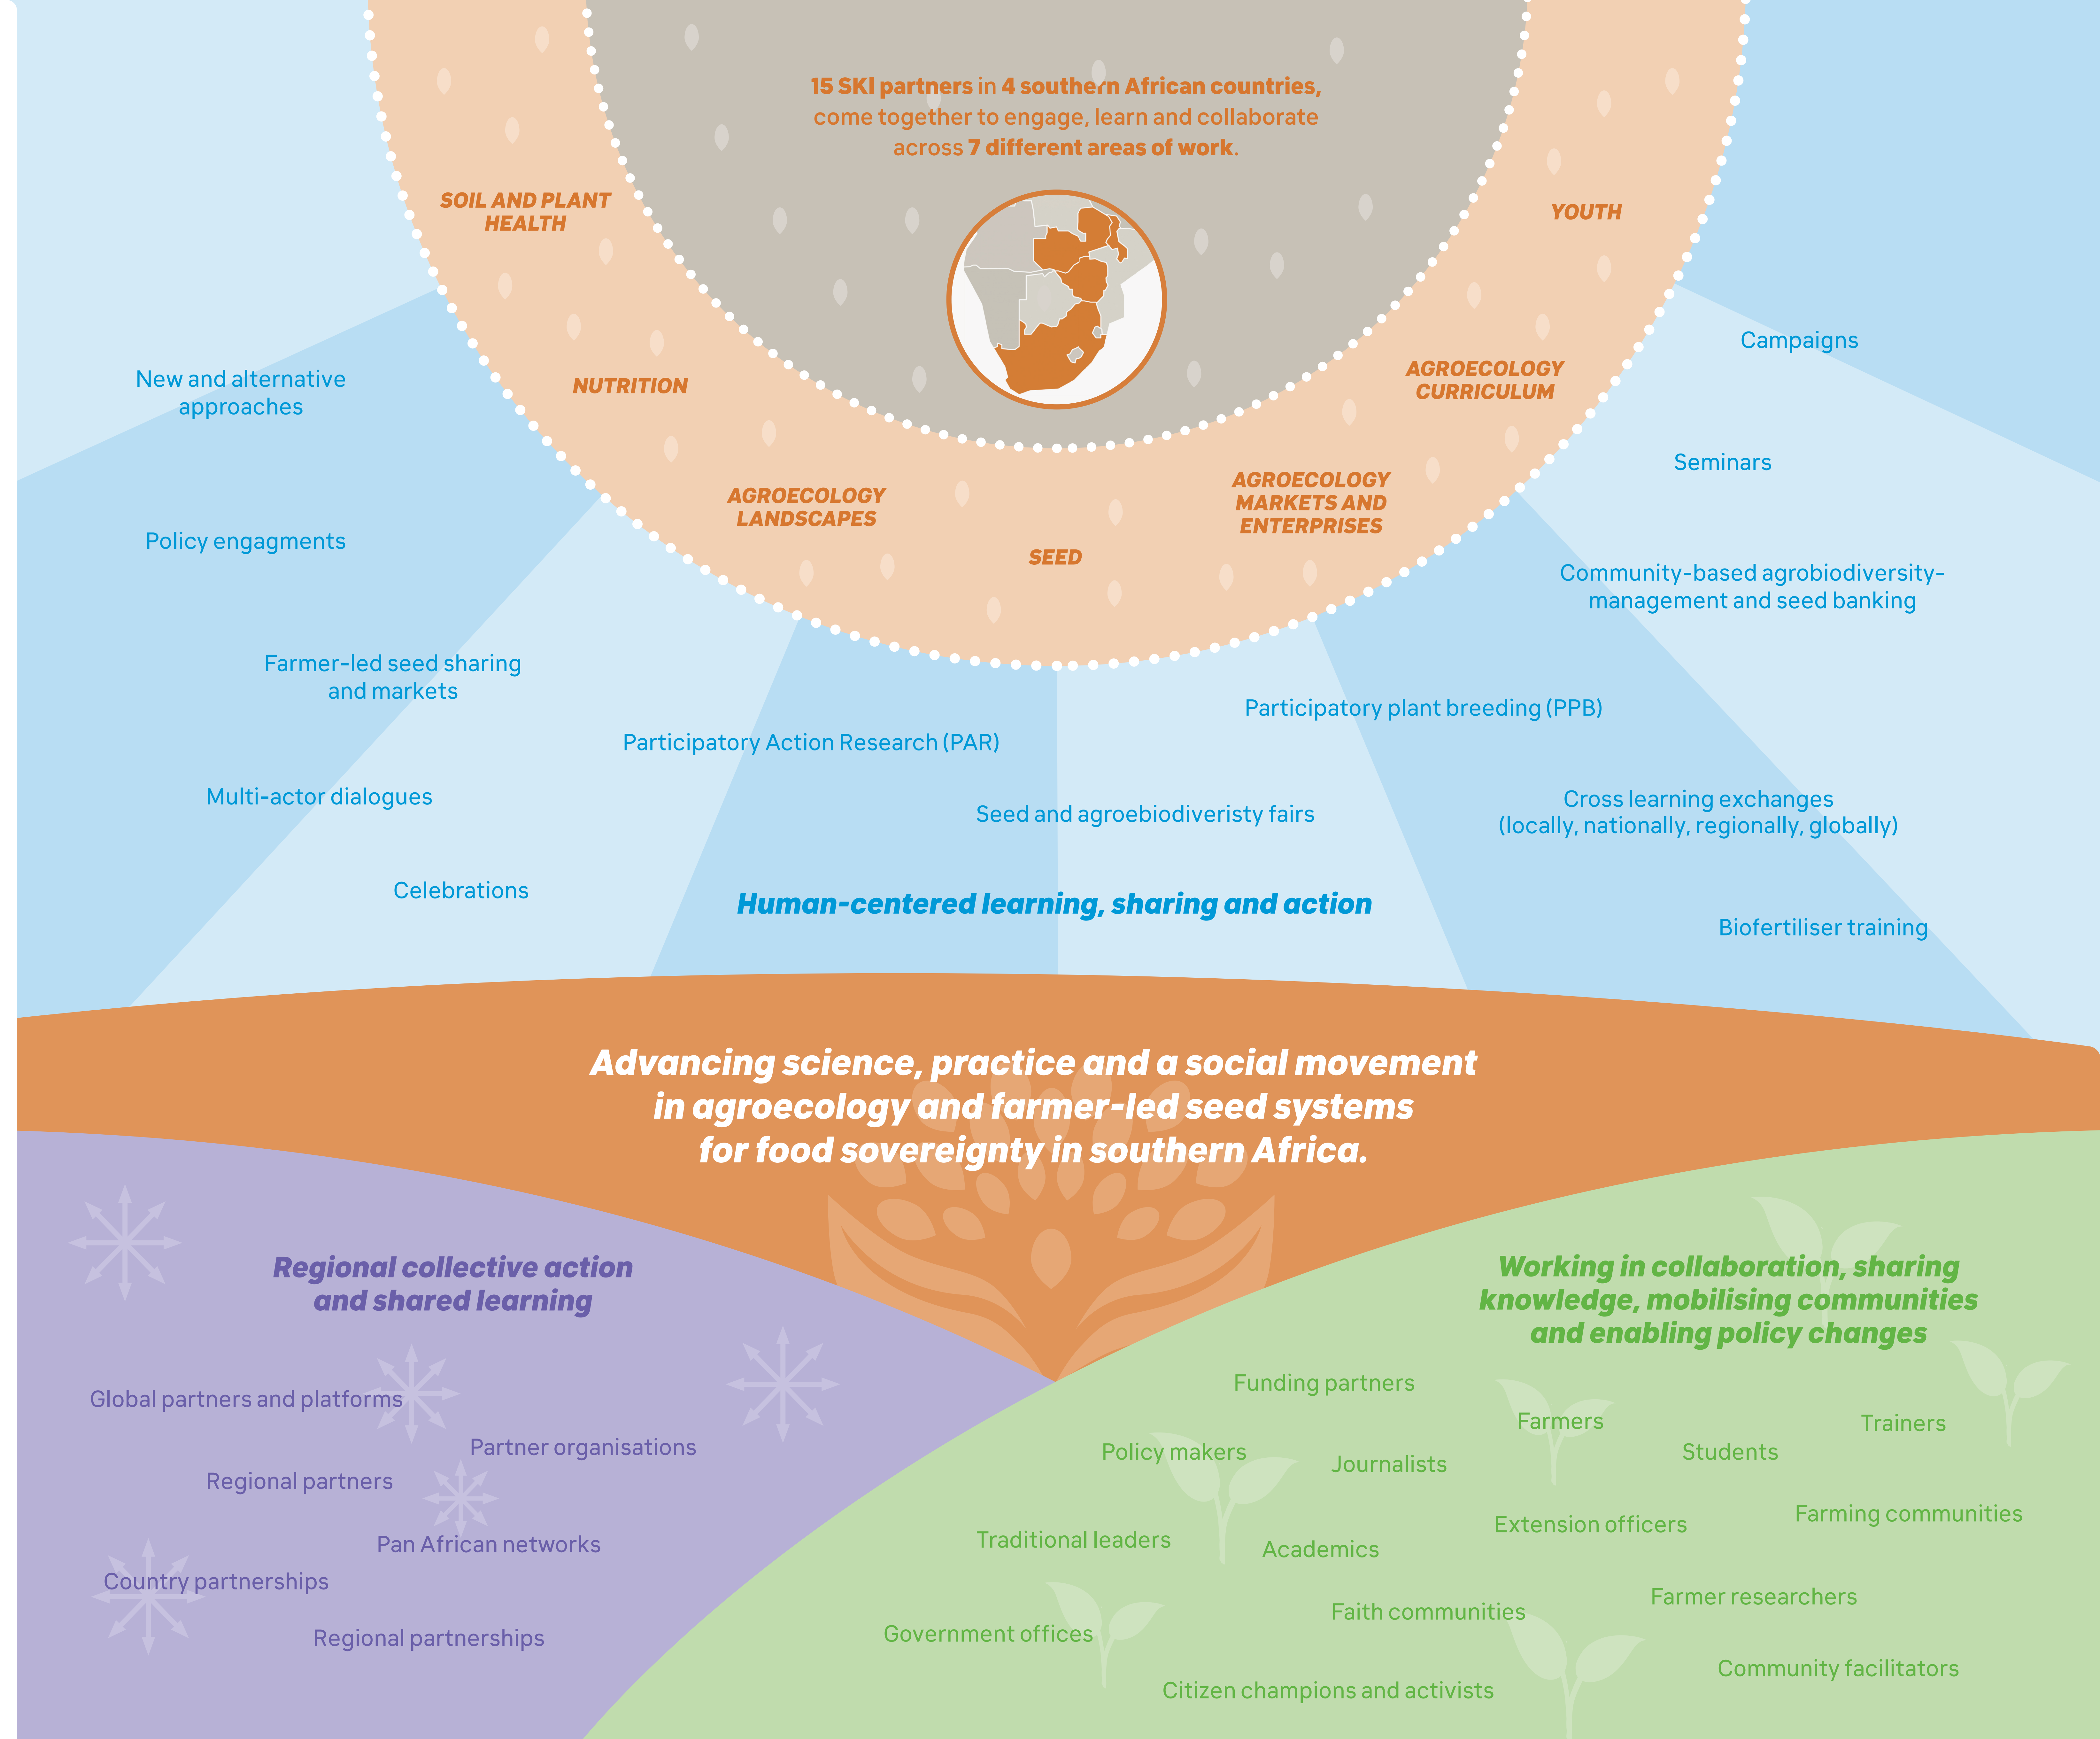 15 SKI partners in 4 southern African countries,
come together to engage, learn and collaborate
across 7 different areas of work.
SOIL AND PLANT
HEALTH
NUTRITION
AGROECOLOGY
LANDSCAPES
SEED
AGROECOLOGY
MARKETS AND
ENTERPRISES
AGROECOLOGY
CURRICULUM
YOUTH
New and alternative
approaches
Policy engagments
Farmer-led seed sharing
and markets
Multi-actor dialogues
Celebrations
Participatory Action Research (PAR)
Seed and agroebiodiveristy fairs
Participatory plant breeding (PPB)
Campaigns
Seminars
Community-based agrobiodiversity-
management and seed banking
Cross learning exchanges
(locally, nationally, regionally, globally)
Biofertiliser training
Human-centered learning, sharing and action
Advancing science, practice and a social movement
in agroecology and farmer-led seed systems
for food sovereignty in southern Africa.
Regional collective action
and shared learning
Global partners and platforms
Partner organisations
Regional partners
Pan African networks
Country partnerships
Regional partnerships
Working in collaboration, sharing
knowledge, mobilising communities
and enabling policy changes
Funding partners
Farmers
Trainers
Policy makers
Journalists
Students
Traditional leaders
Academics
Extension officers
Farming communities
Government offices
Faith communities
Farmer researchers
Citizen champions and activists
Community facilitators